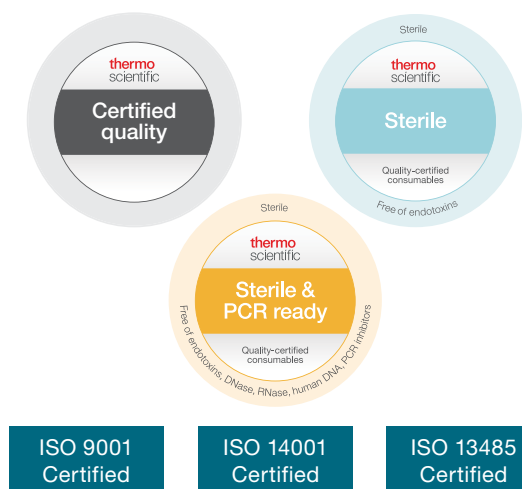 thermo
scientific
Certified
quality
Sterile
thermo
scientific
Sterile
Quality-certified
consumables
Free of endotoxins
Sterile
thermo
scientific
Sterile &
PCR ready
Quality-certified
consumables
Free of endotoxins, DNase, RNase, human DNA, PCR inhibitors
ISO 9001
Certified
ISO 14001
Certified
ISO 13485
Certified